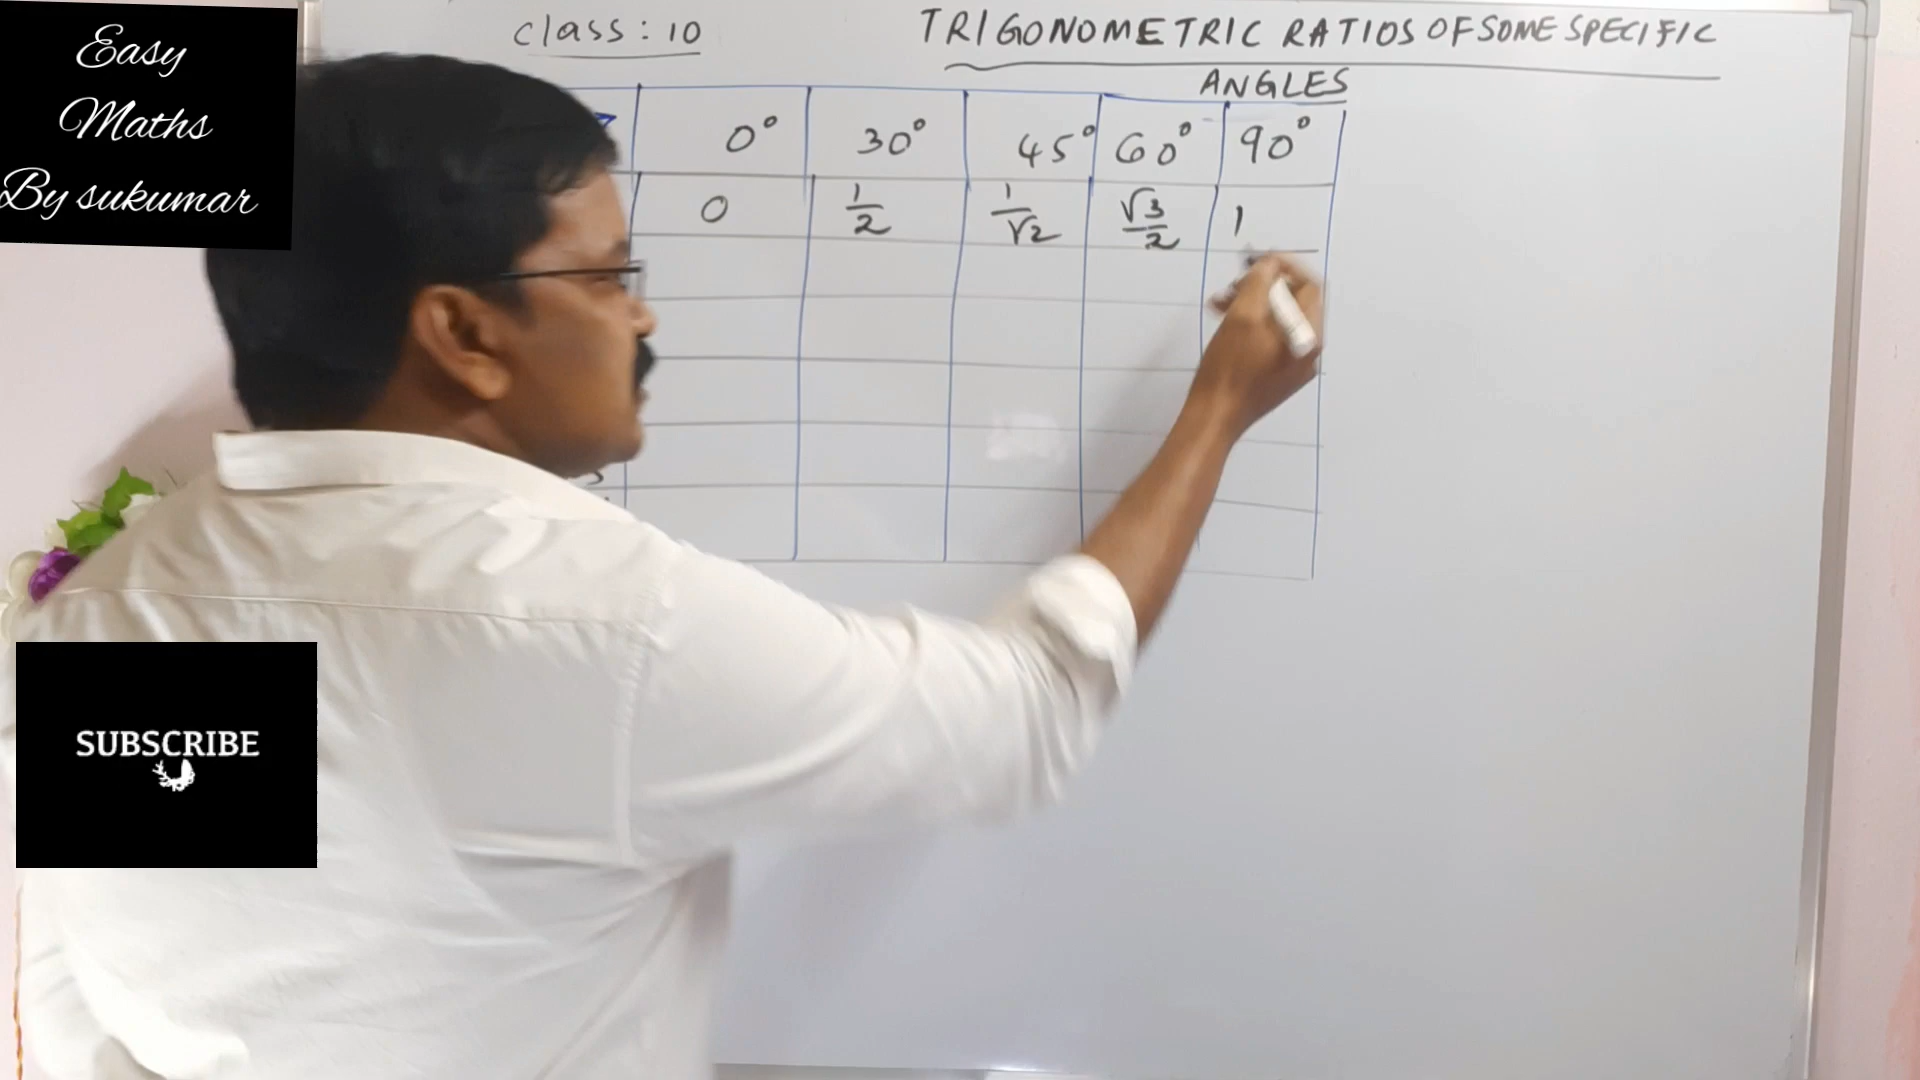 Easy
Maths
By sukumar
class : 10
TRIGONOMETRIC RATIOS OF SOME SPECIFIC
ANGLES
0° 30° 45° 60° 90°
0 1/2 1/√2 √3/2 1
SUBSCRIBE